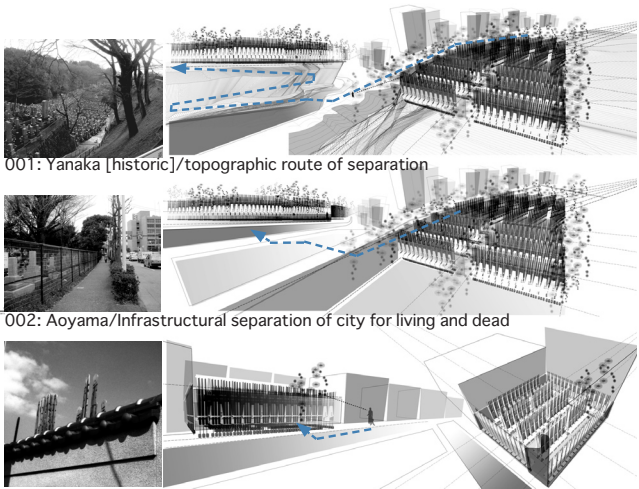 001: Yanaka [historic]/topographic route of separation
002: Aoyama/Infrastructural separation of city for living and dead